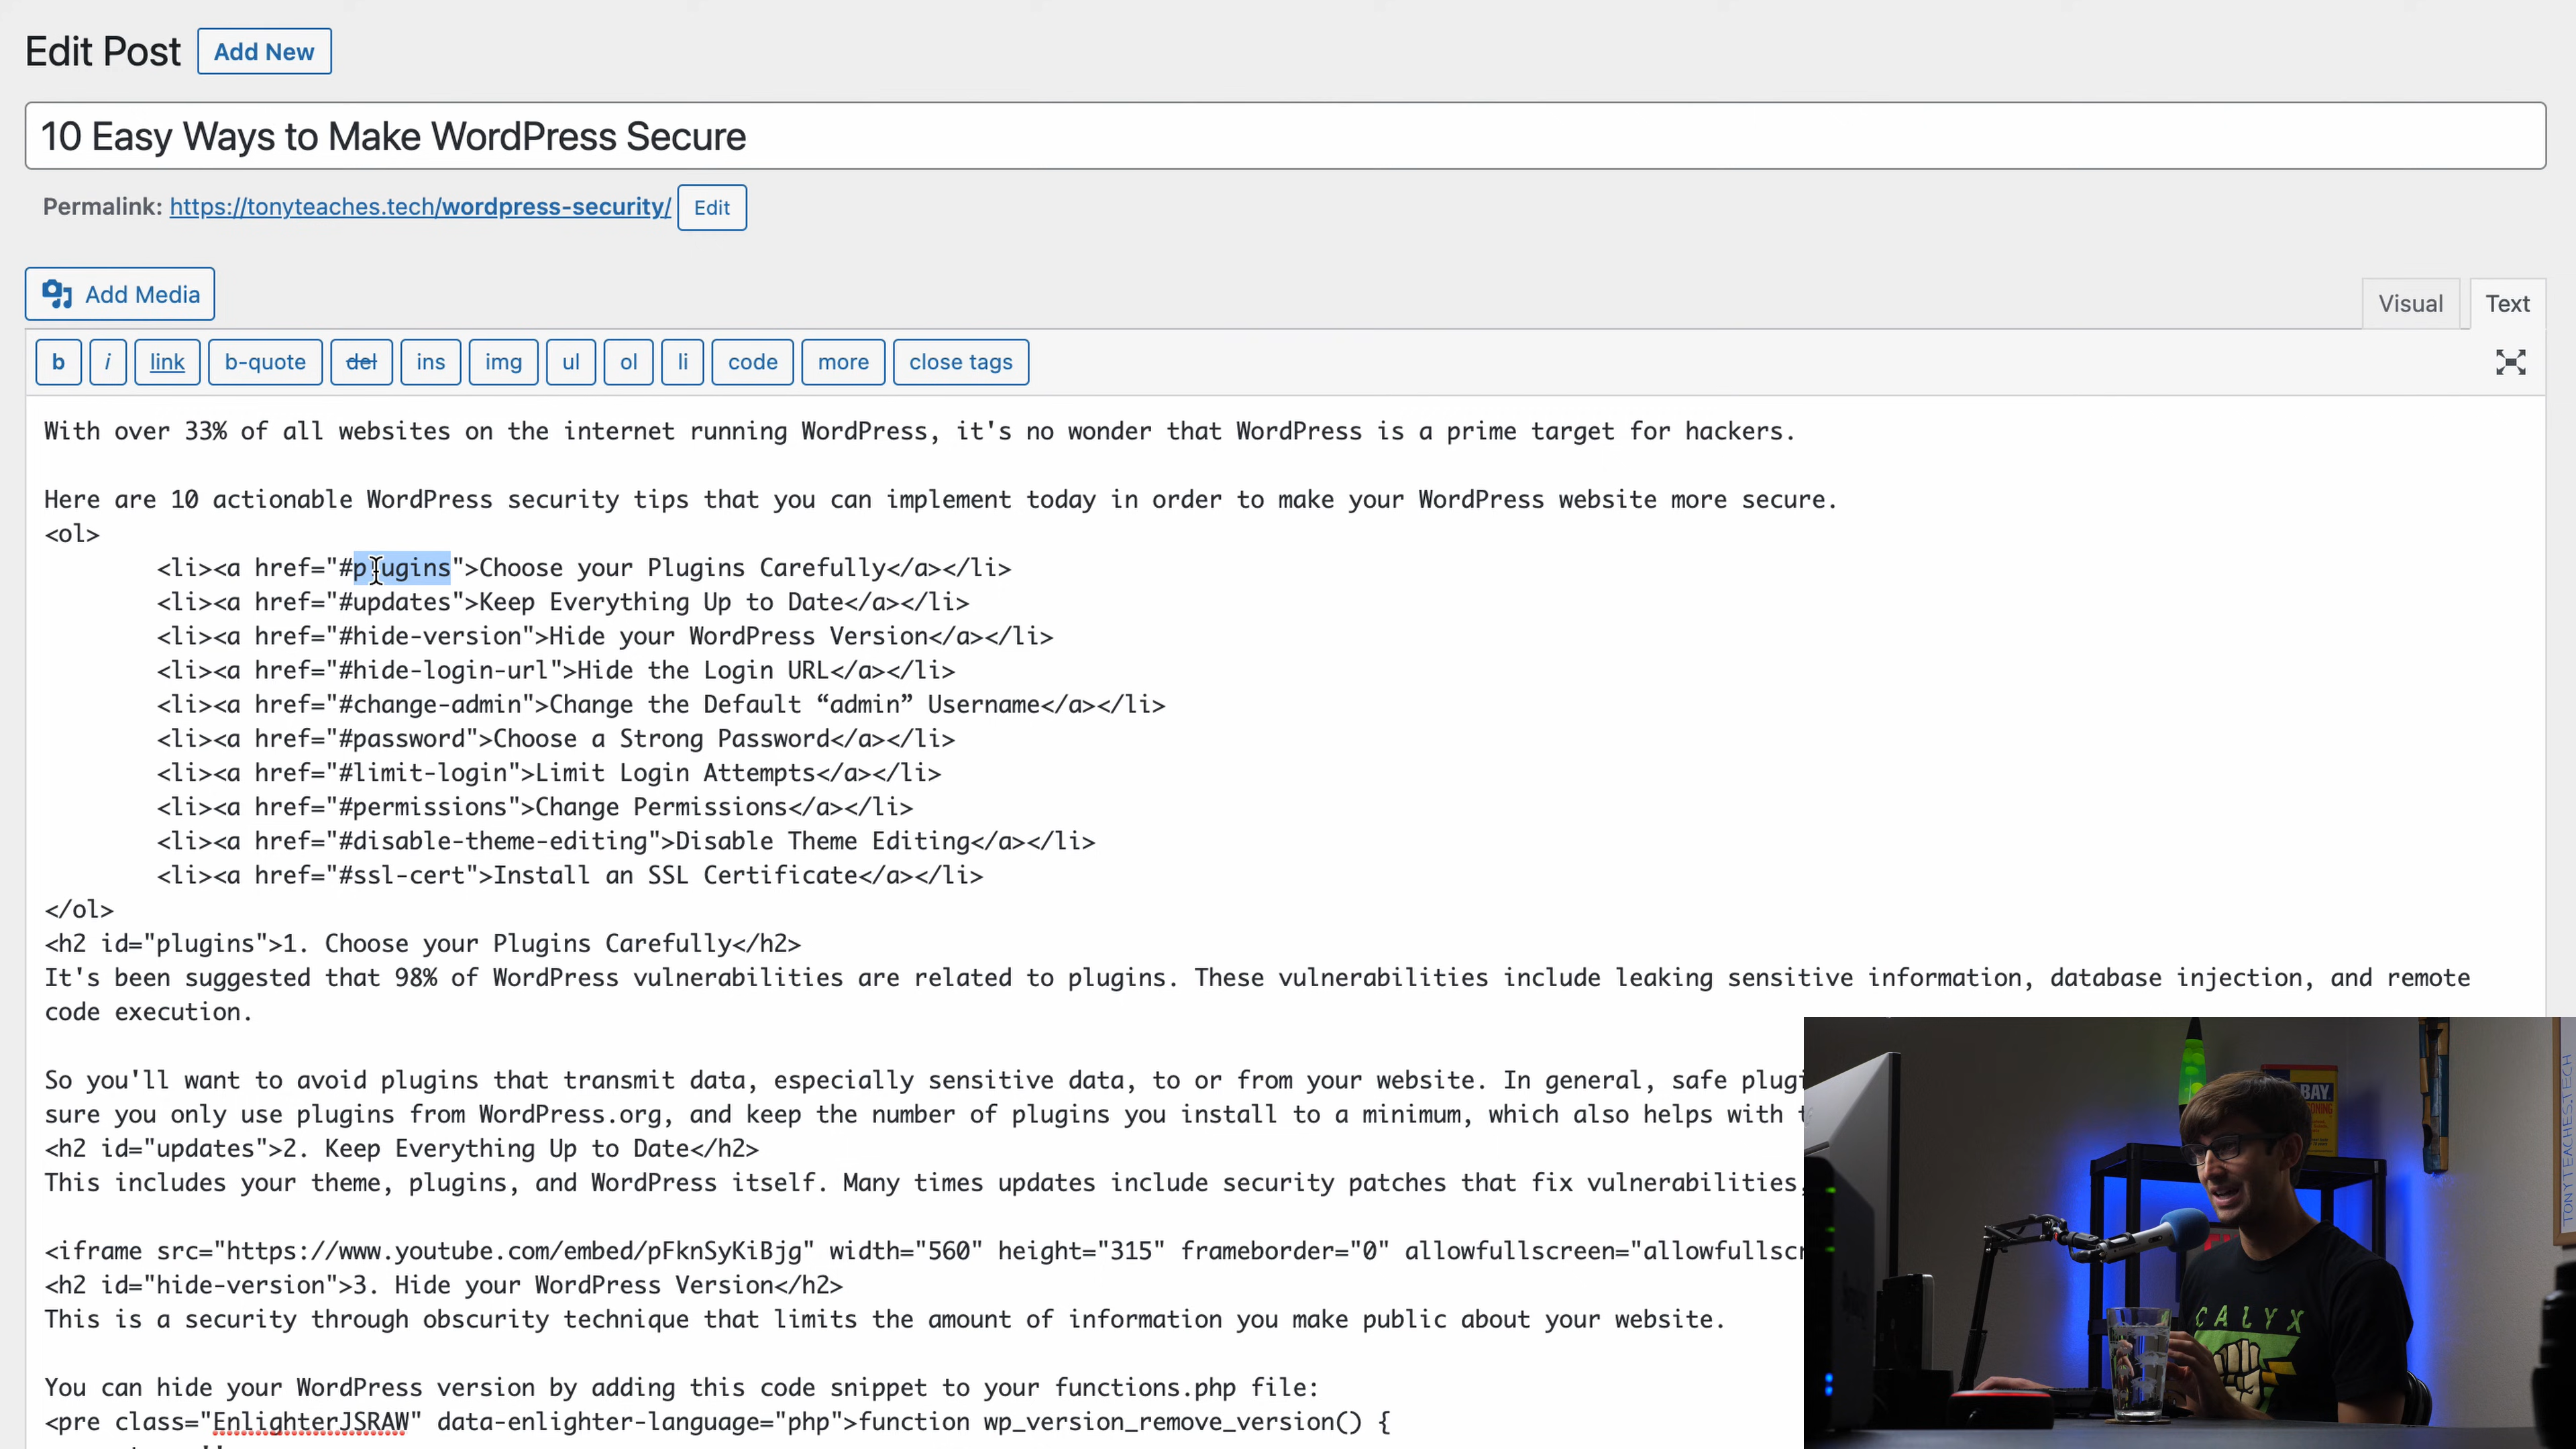 Edit Post Add New
10 Easy Ways to Make WordPress Secure
Permalink: https://tonyteaches.tech/wordpress-security/ Edit
Add Media
Visual Text
b i link b-quote del ins img ul ol li code more close tags
With over 33% of all websites on the internet running WordPress, it's no wonder that WordPress is a prime target for hackers.
Here are 10 actionable WordPress security tips that you can implement today in order to make your WordPress website more secure.
<ol>
<li><a href="#plugins">Choose your Plugins Carefully</a></li>
<li><a href="#updates">Keep Everything Up to Date</a></li>
<li><a href="#hide-version">Hide your WordPress Version</a></li>
<li><a href="#hide-login-url">Hide the Login URL</a></li>
<li><a href="#change-admin">Change the Default “admin” Username</a></li>
<li><a href="#password">Choose a Strong Password</a></li>
<li><a href="#limit-login">Limit Login Attempts</a></li>
<li><a href="#permissions">Change Permissions</a></li>
<li><a href="#disable-theme-editing">Disable Theme Editing</a></li>
<li><a href="#ssl-cert">Install an SSL Certificate</a></li>
</ol>
<h2 id="plugins">1. Choose your Plugins Carefully</h2>
It's been suggested that 98% of WordPress vulnerabilities are related to plugins. These vulnerabilities include leaking sensitive information, database injection, and remote
code execution.
So you'll want to avoid plugins that transmit data, especially sensitive data, to or from your website. In general, safe plugi
sure you only use plugins from WordPress.org, and keep the number of plugins you install to a minimum, which also helps with
<h2 id="updates">2. Keep Everything Up to Date</h2>
This includes your theme, plugins, and WordPress itself. Many times updates include security patches that fix vulnerabilities,
<iframe src="https://www.youtube.com/embed/pFknSyKiBjg" width="560" height="315" frameborder="0" allowfullscreen="allowfullscr
<h2 id="hide-version">3. Hide your WordPress Version</h2>
This is a security through obscurity technique that limits the amount of information you make public about your website.
You can hide your WordPress version by adding this code snippet to your functions.php file:
<pre class="EnlighterJSRAW" data-enlighter-language="php">function wp_version_remove_version() {
BAY
TONYTEACHES.TECH
CALYX